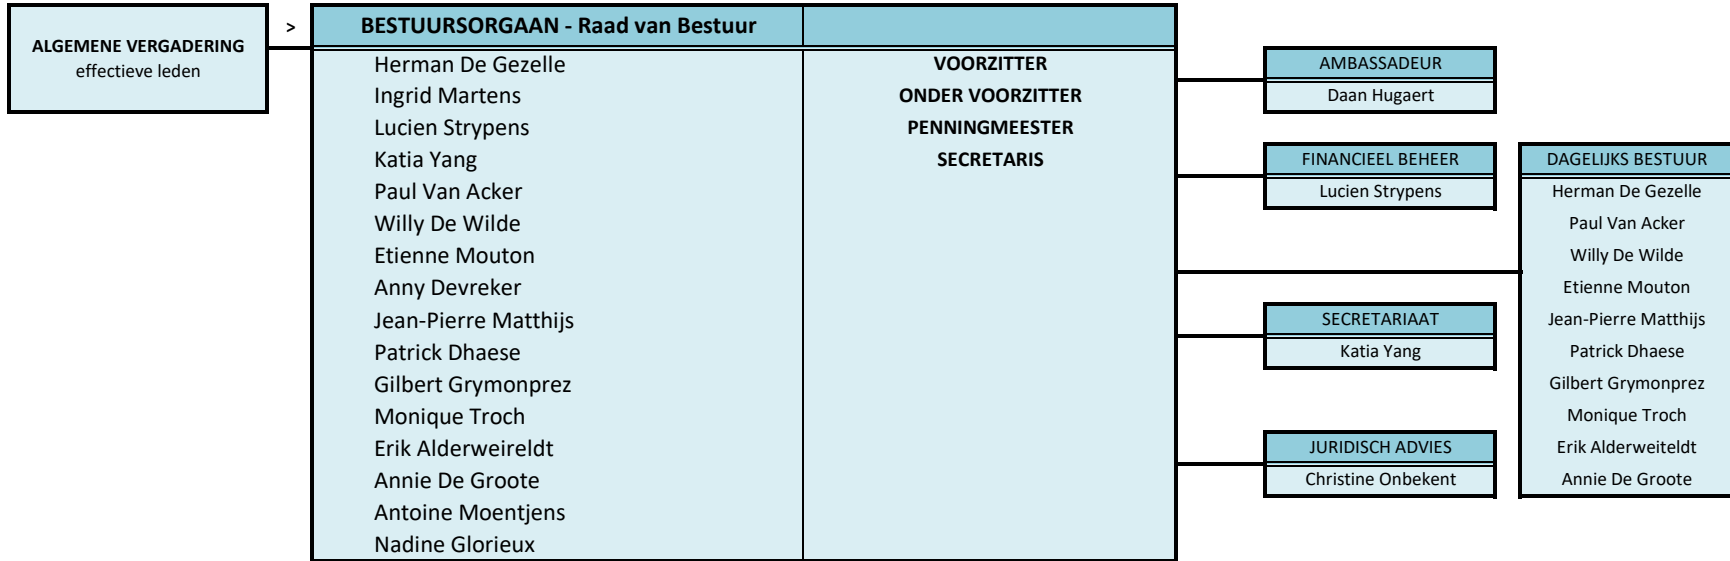 ALGEMENE VERGADERING
effectieve leden
>
BESTUURSORGAAN - Raad van Bestuur
Herman De Gezelle VOORZITTER
Ingrid Martens ONDER VOORZITTER
Lucien Strypens PENNINGMEESTER
Katia Yang SECRETARIS
Paul Van Acker
Willy De Wilde
Etienne Mouton
Anny Devreker
Jean-Pierre Matthijs
Patrick Dhaese
Gilbert Grymonprez
Monique Troch
Erik Alderweireldt
Annie De Groote
Antoine Moentjens
Nadine Glorieux
AMBASSADEUR
Daan Hugaert
FINANCIEEL BEHEER
Lucien Strypens
SECRETARIAAT
Katia Yang
JURIDISCH ADVIES
Christine Onbekent
DAGELIJKS BESTUUR
Herman De Gezelle
Paul Van Acker
Willy De Wilde
Etienne Mouton
Jean-Pierre Matthijs
Patrick Dhaese
Gilbert Grymonprez
Monique Troch
Erik Alderweiteldt
Annie De Groote